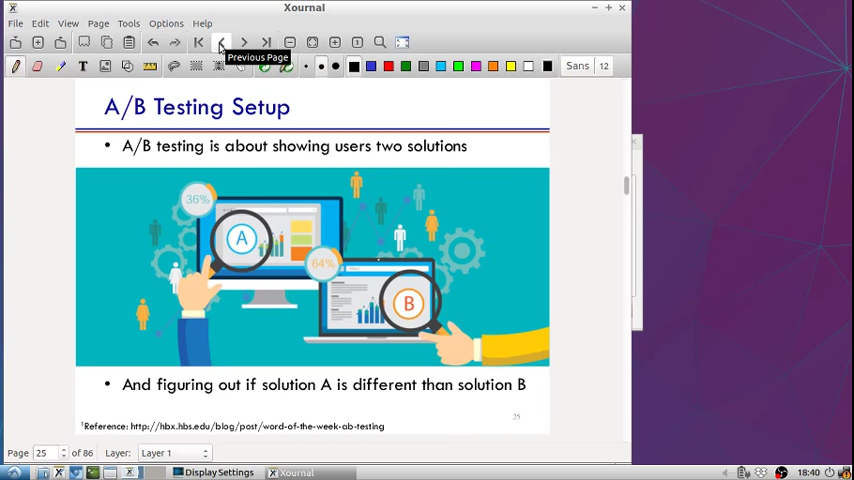 Xournal
File Edit View Page Tools Options Help
Previous Page
Sans 12
A/B Testing Setup
• A/B testing is about showing users two solutions
36%
A
64%
B
• And figuring out if solution A is different than solution B
25
1Reference: http://hbx.hbs.edu/blog/post/word-of-the-week-ab-testing
Page 25 of 86 Layer: Layer 1
Display Settings Xournal 18:40